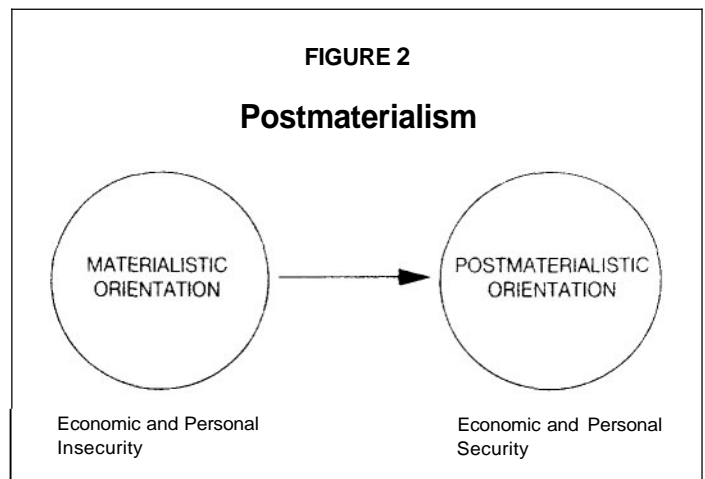 FIGURE 2
Postmaterialism
MATERIALISTIC
ORIENTATION
POSTMATERIALISTIC
ORIENTATION
Economic and Personal
Insecurity
Economic and Personal
Security